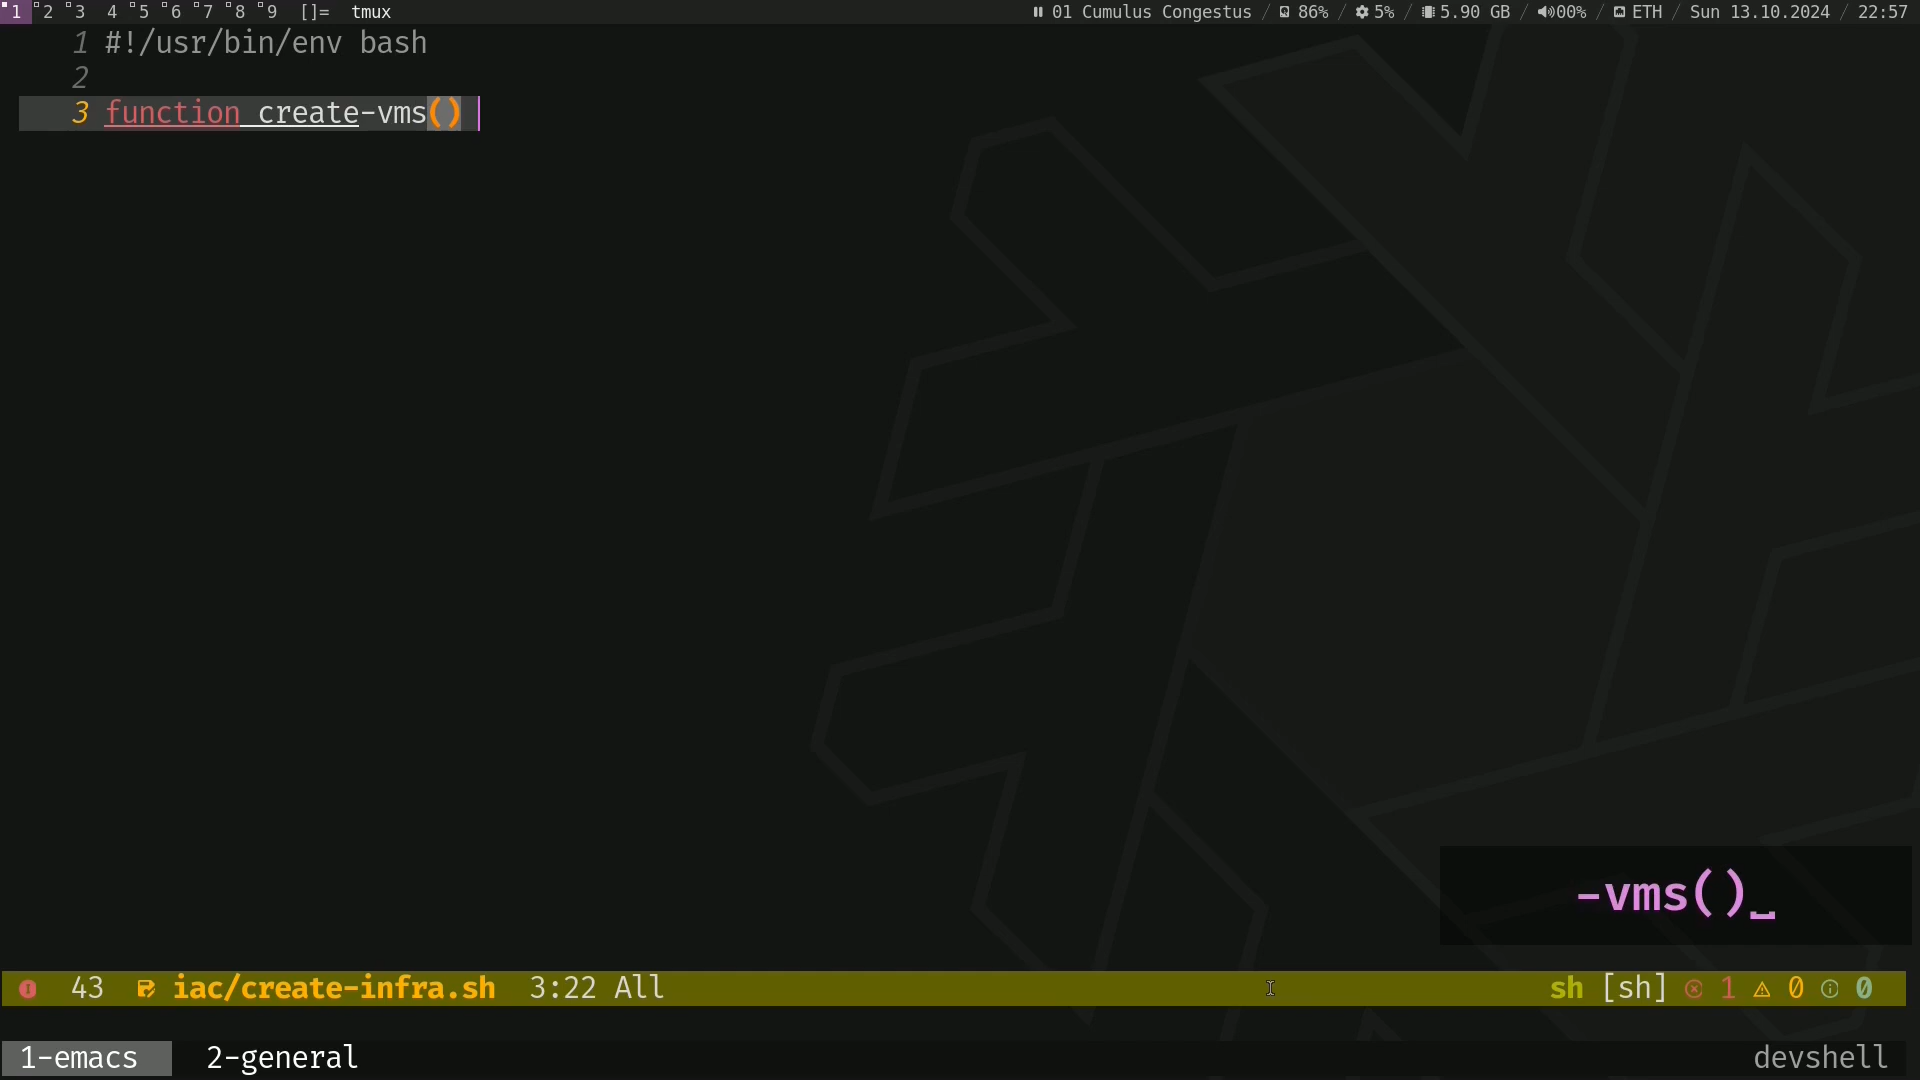 1 2 3 4 5 6 7 8 9 []= tmux 01 Cumulus Congestus / 86% / 5% / 5.90 GB / 00% / ETH / Sun 13.10.2024 / 22:57
1 #!/usr/bin/env bash
2
3 function create-vms()
-vms()_
43 iac/create-infra.sh 3:22 All sh [sh] 1 0 0
1-emacs 2-general devshell